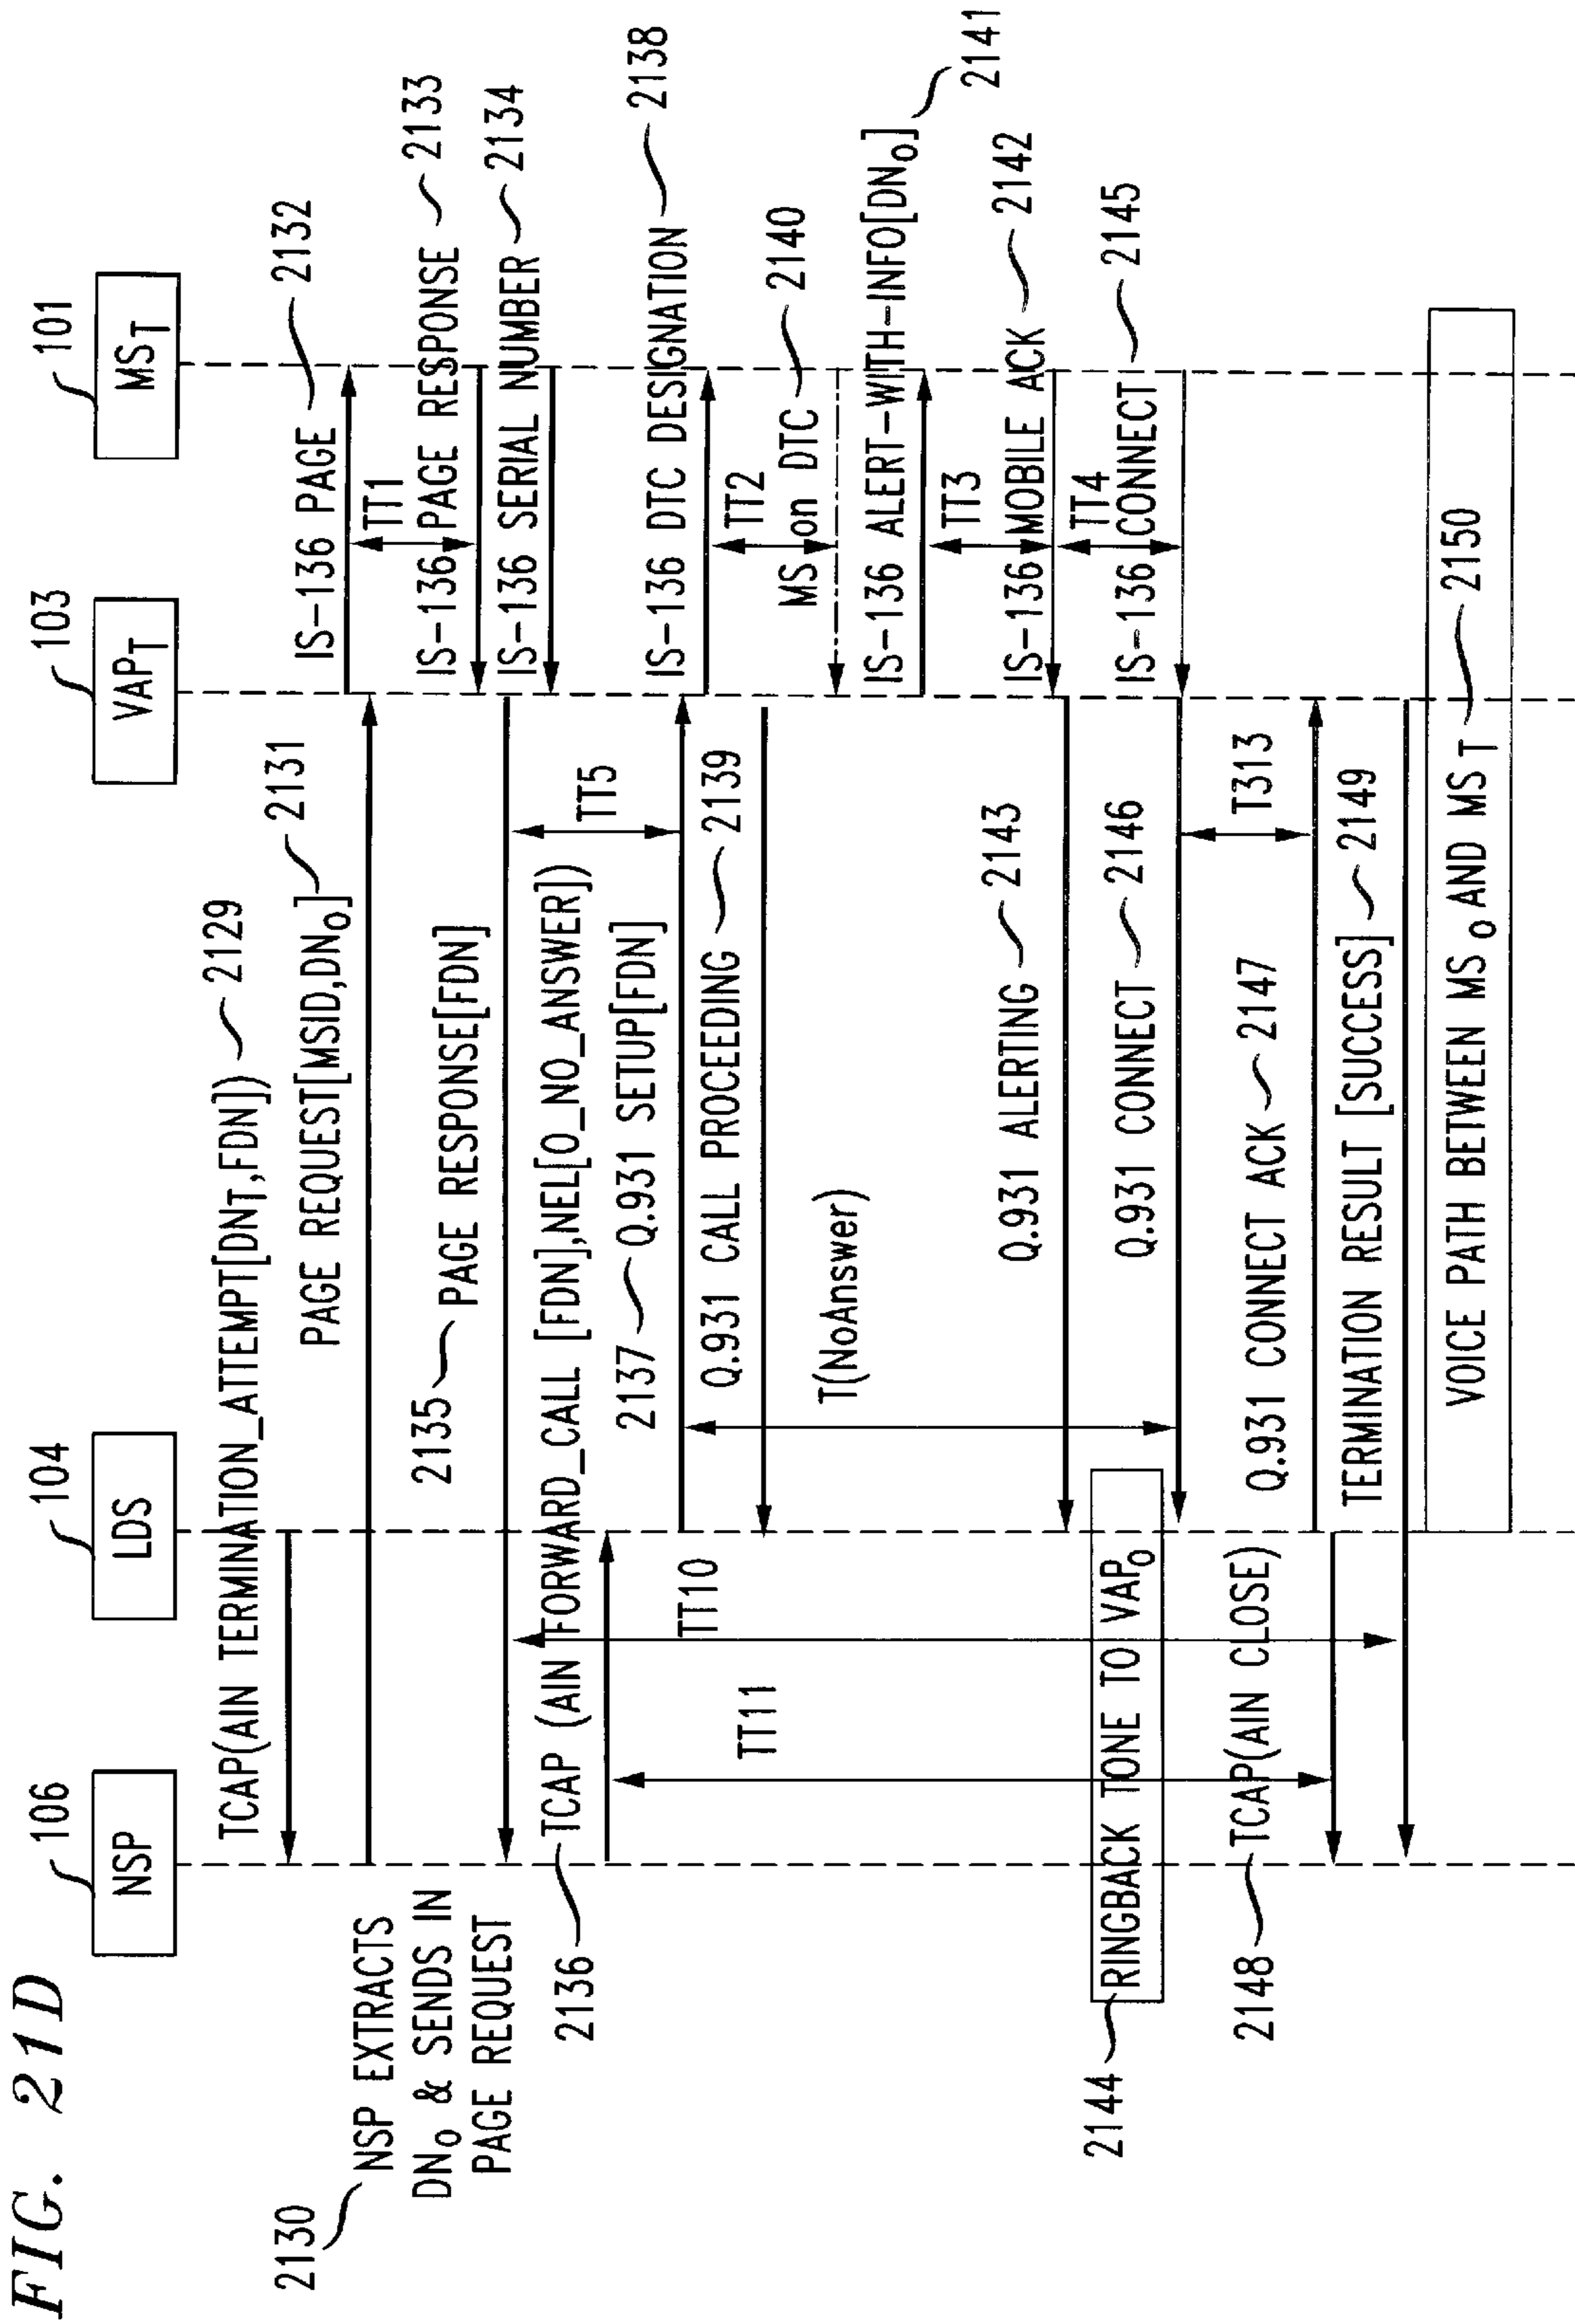 FIG. 21D
106
104
103
101
NSP
LDS
VAP_T
MS_T
TCAP(AIN TERMINATION_ATTEMPT[DN_T,FDN]) 2129
2130 NSP EXTRACTS
DN_O & SENDS IN
PAGE REQUEST
PAGE REQUEST[MSID,DN_O] 2131
IS-136 PAGE 2132
TT1
IS-136 PAGE RESPONSE 2133
IS-136 SERIAL NUMBER 2134
2135 PAGE RESPONSE[FDN]
2136 TCAP (AIN FORWARD_CALL [FDN],NEL[O_NO_ANSWER])
TT5
2137 Q.931 SETUP[FDN]
IS-136 DTC DESIGNATION 2138
Q.931 CALL PROCEEDING 2139
TT2
MS on DTC 2140
TT10
TT11
T(NoAnswer)
IS-136 ALERT-WITH-INFO[DN_O] 2141
TT3
IS-136 MOBILE ACK 2142
Q.931 ALERTING 2143
2144 RINGBACK TONE TO VAP_O
TT4
IS-136 CONNECT 2145
Q.931 CONNECT 2146
T313
Q.931 CONNECT ACK 2147
2148 TCAP(AIN CLOSE)
TERMINATION RESULT [SUCCESS] 2149
VOICE PATH BETWEEN MS_O AND MS_T 2150